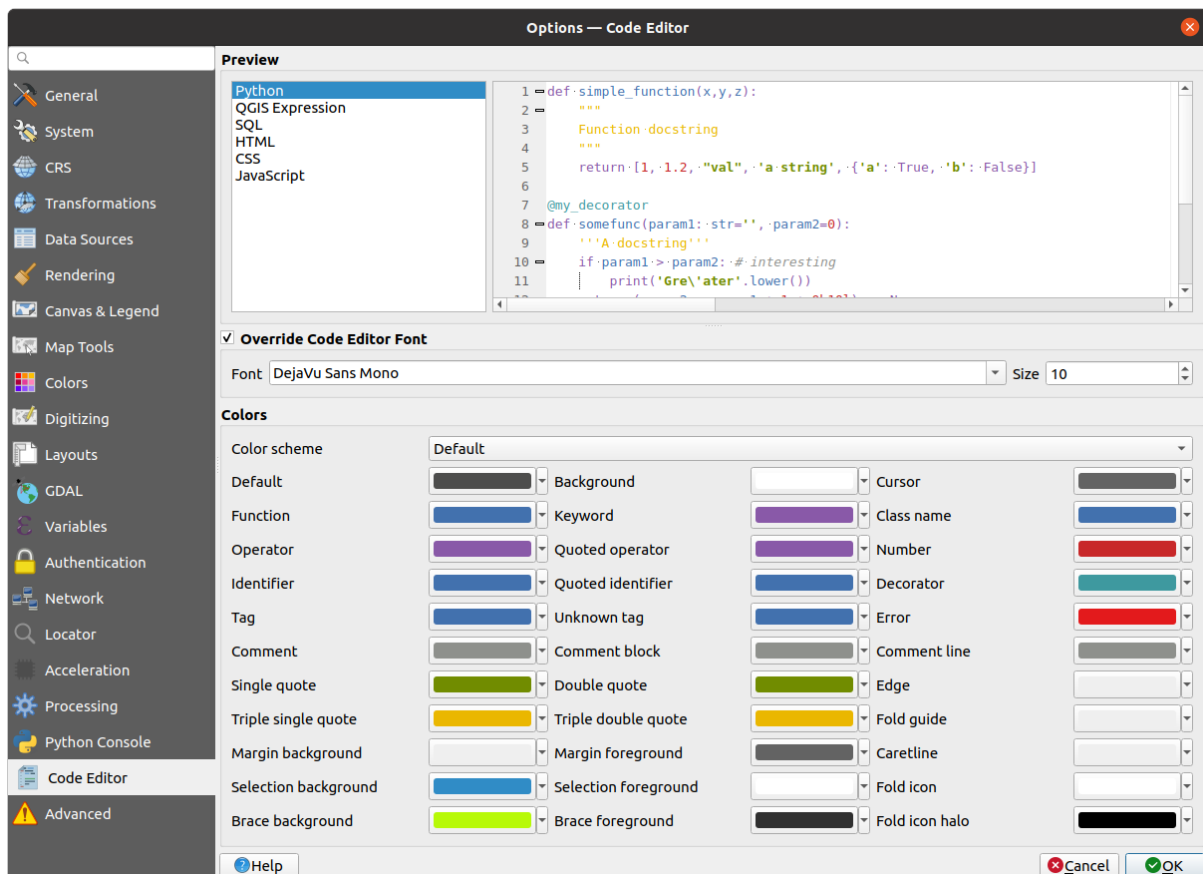 Options — Code Editor
General
System
CRS
Transformations
Data Sources
Rendering
Canvas & Legend
Map Tools
Colors
Digitizing
Layouts
GDAL
Variables
Authentication
Network
Locator
Acceleration
Processing
Python Console
Code Editor
Advanced
Preview
Python
QGIS Expression
SQL
HTML
CSS
JavaScript
1 def·simple_function(x,y,z):
2 """
3 Function·docstring
4 """
5 return·[1,·1.2,·"val",·'a·string',·{'a':·True,·'b':·False}]
6
7 @my_decorator
8 def·somefunc(param1:·str='',·param2=0):
9 '''A·docstring'''
10 if·param1·>·param2:·#·interesting
11 print('Gre\'ater'.lower())
Override Code Editor Font
Font DejaVu Sans Mono Size 10
Colors
Color scheme Default
Default Background Cursor
Function Keyword Class name
Operator Quoted operator Number
Identifier Quoted identifier Decorator
Tag Unknown tag Error
Comment Comment block Comment line
Single quote Double quote Edge
Triple single quote Triple double quote Fold guide
Margin background Margin foreground Caretline
Selection background Selection foreground Fold icon
Brace background Brace foreground Fold icon halo
Help Cancel OK